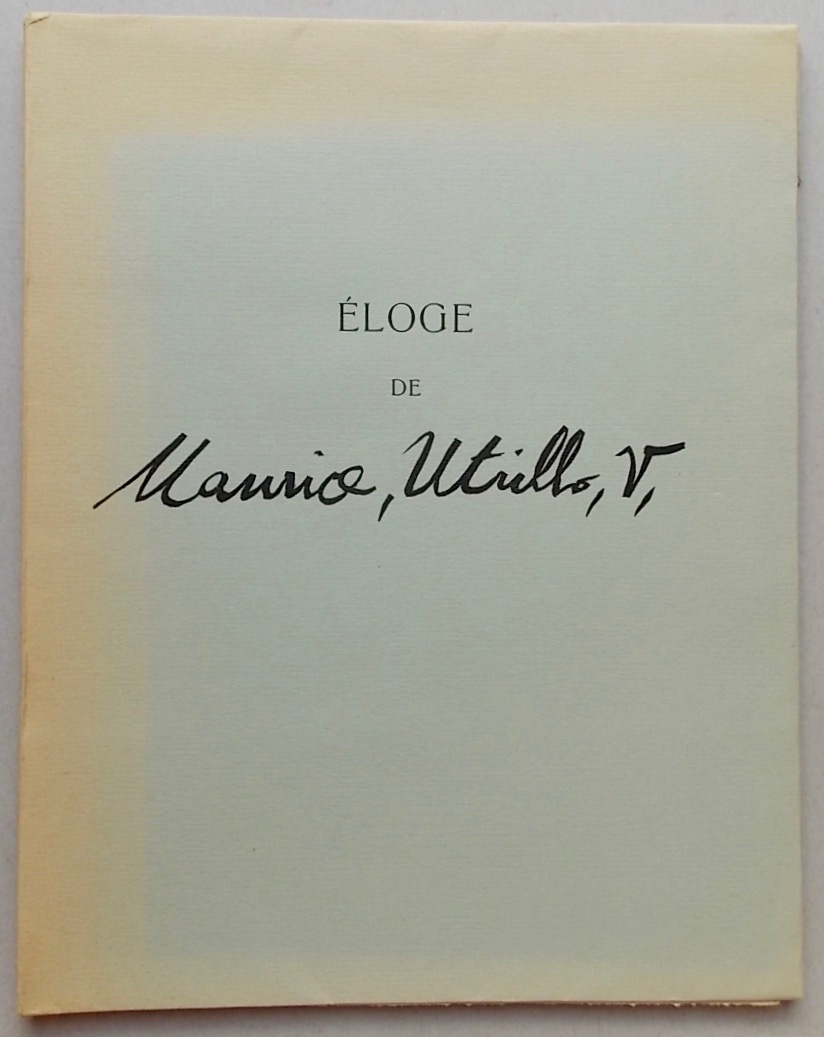 ÉLOGE
DE
Maurice, Utrillo, V,